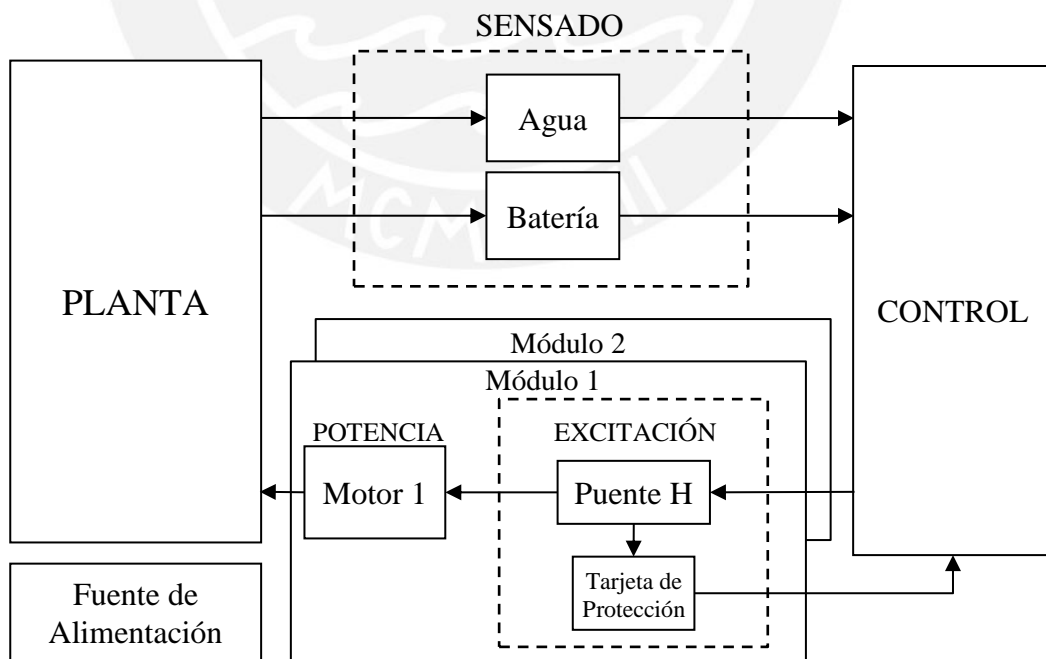 SENSADO
Agua
Batería
PLANTA
CONTROL
Módulo 2
Módulo 1
POTENCIA
EXCITACIÓN
Motor 1
Puente H
Tarjeta de
Protección
Fuente de
Alimentación